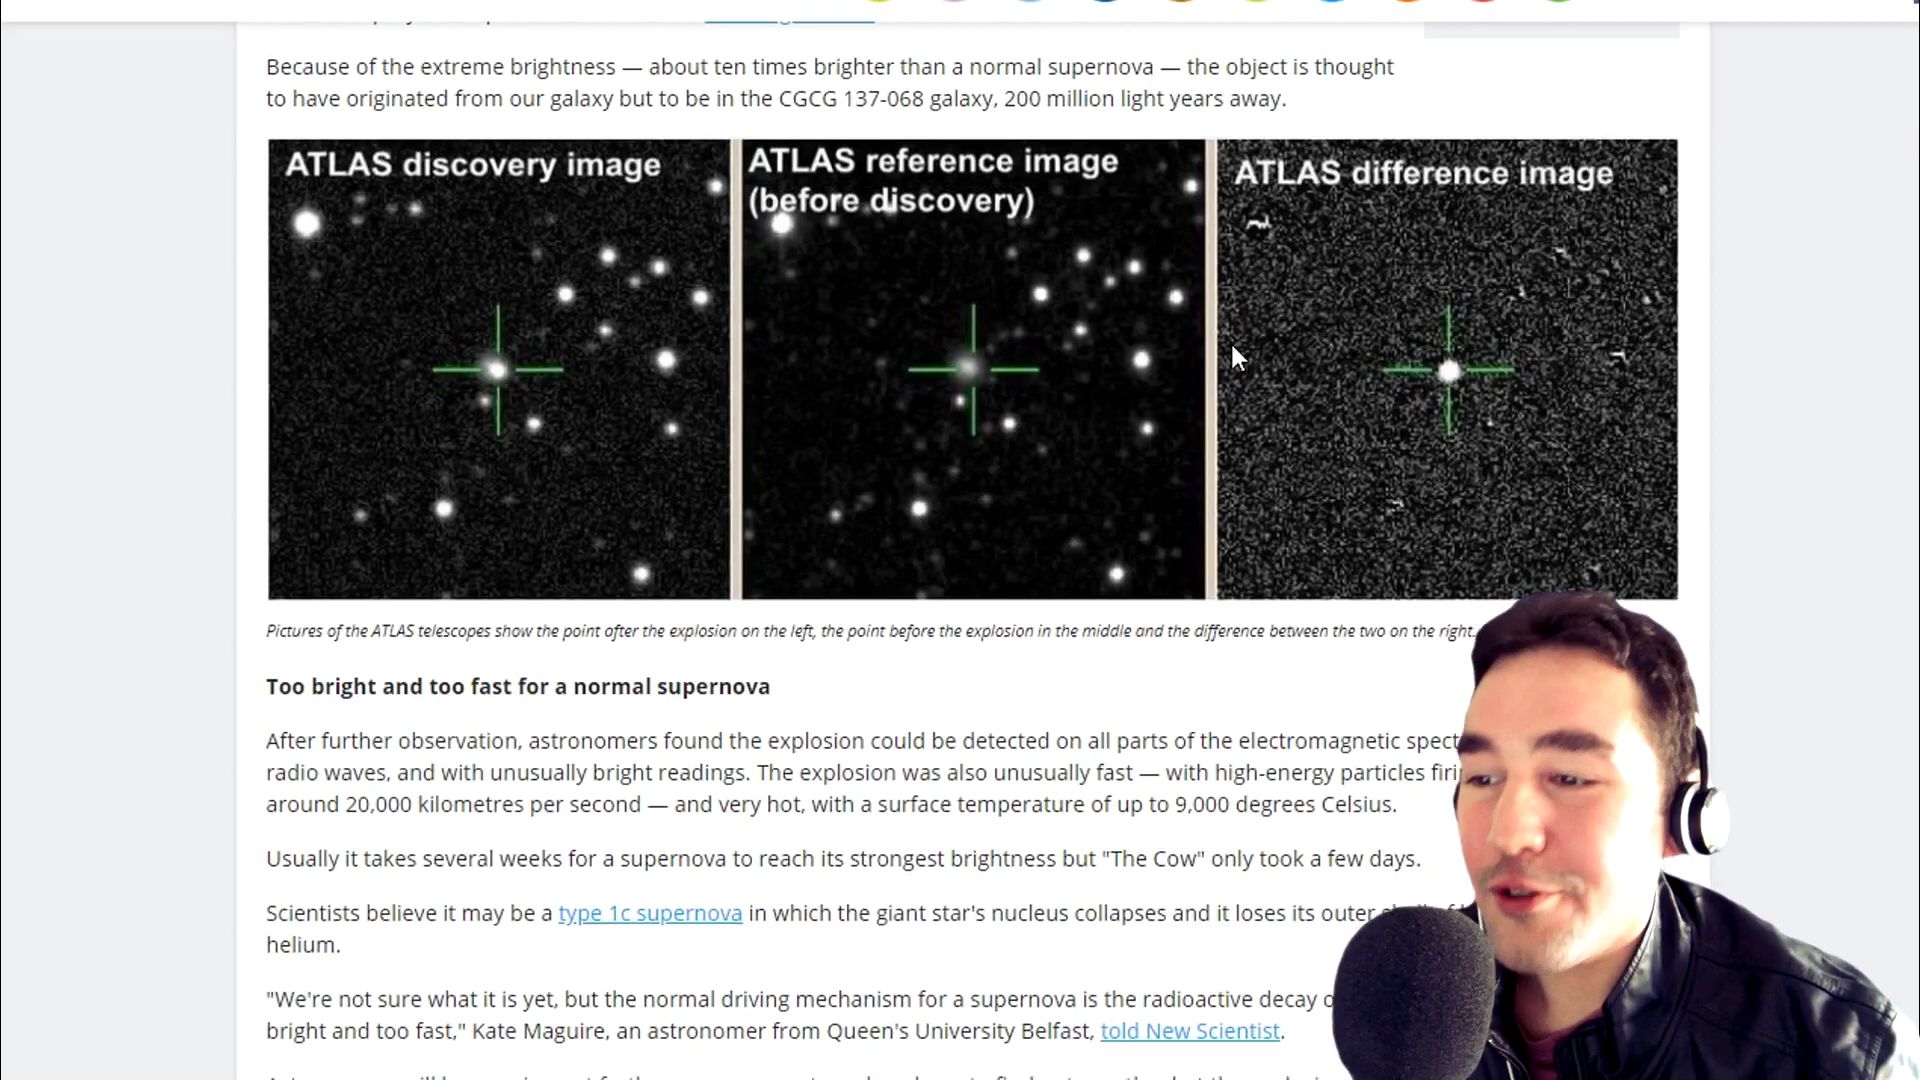 Because of the extreme brightness — about ten times brighter than a normal supernova — the object is thought
to have originated from our galaxy but to be in the CGCG 137-068 galaxy, 200 million light years away.
ATLAS discovery image
ATLAS reference image
(before discovery)
ATLAS difference image
Pictures of the ATLAS telescopes show the point after the explosion on the left, the point before the explosion in the middle and the difference between the two on the right.
Too bright and too fast for a normal supernova
After further observation, astronomers found the explosion could be detected on all parts of the electromagnetic
radio waves, and with unusually bright readings. The explosion was also unusually fast — with high-energy particles
around 20,000 kilometres per second — and very hot, with a surface temperature of up to 9,000 degrees Celsius.
Usually it takes several weeks for a supernova to reach its strongest brightness but "The Cow" only took a few days.
Scientists believe it may be a type 1c supernova in which the giant star's nucleus collapses and it loses its outer
helium.
"We're not sure what it is yet, but the normal driving mechanism for a supernova is the radioactive decay
bright and too fast," Kate Maguire, an astronomer from Queen's University Belfast, told New Scientist.